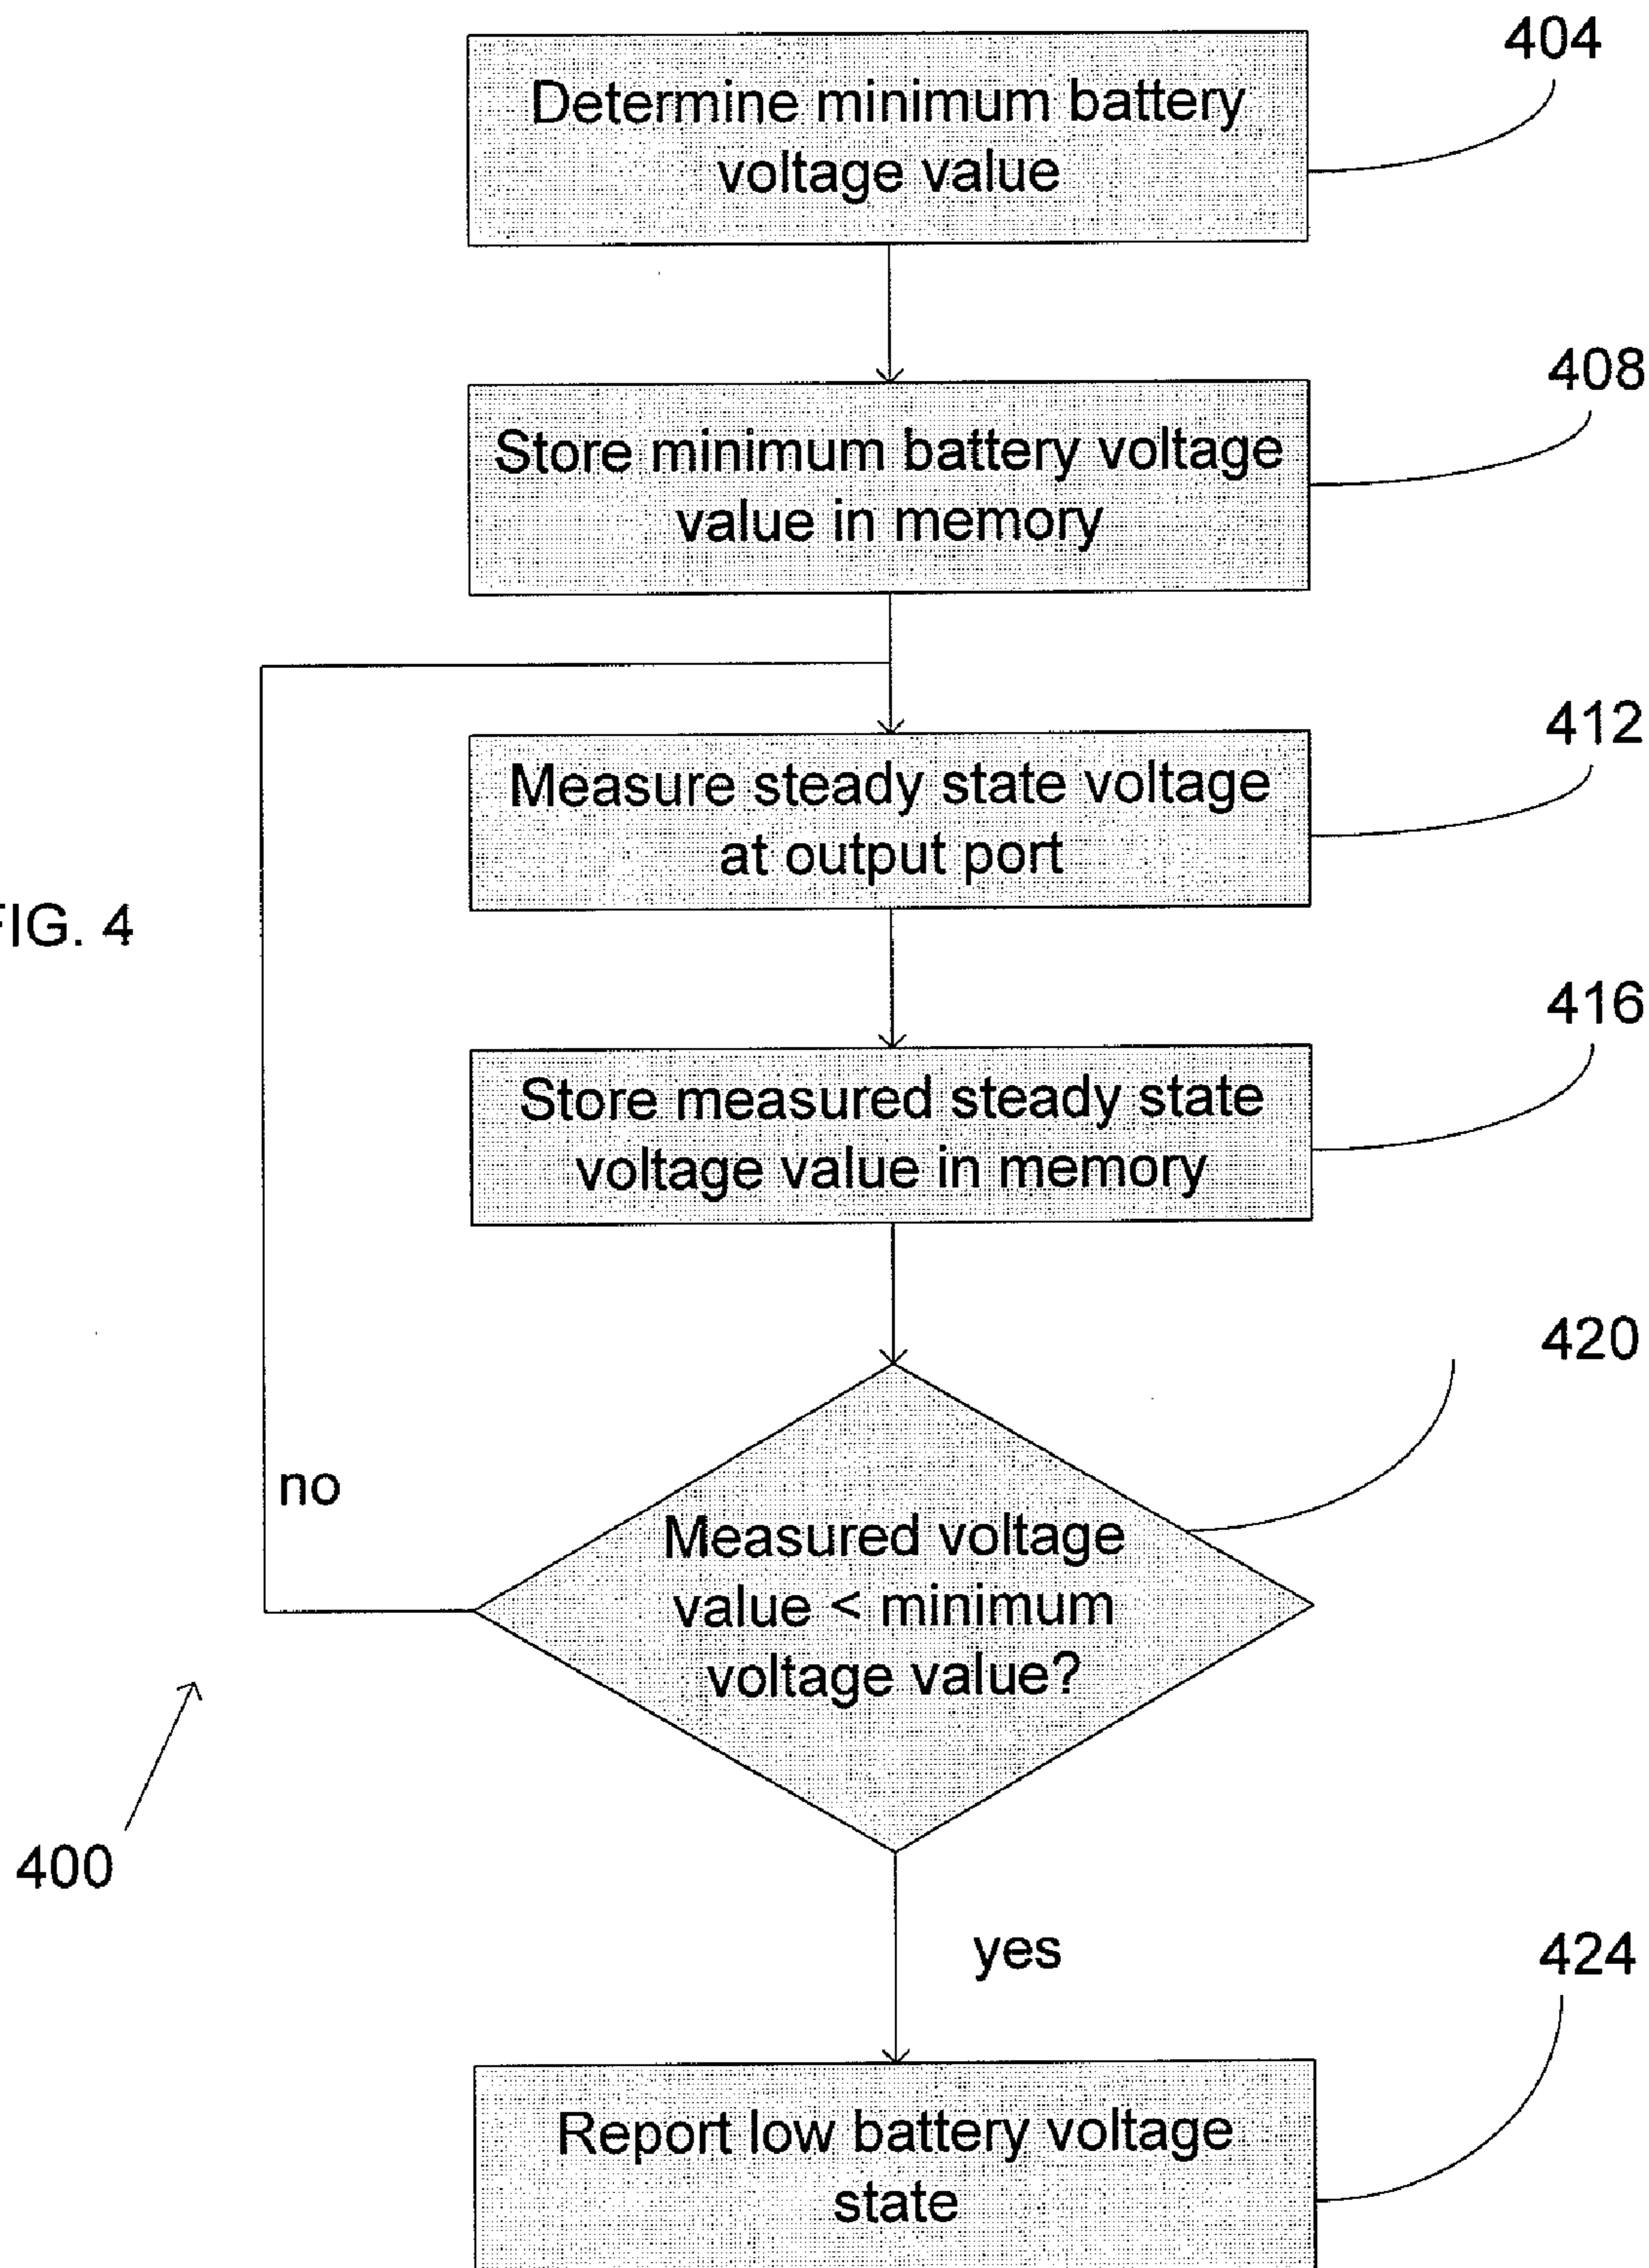 404
Determine minimum battery
voltage value
408
Store minimum battery voltage
value in memory
412
Measure steady state voltage
at output port
FIG. 4
416
Store measured steady state
voltage value in memory
420
no
Measured voltage
value < minimum
voltage value?
400
yes
424
Report low battery voltage
state